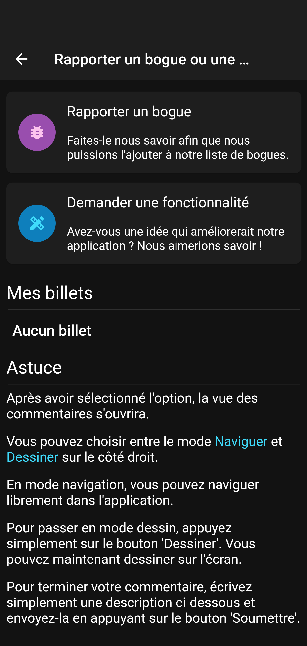 Rapporter un bogue ou une ...
Rapporter un bogue
Faites-le nous savoir afin que nous
puissions l'ajouter à notre liste de bogues.
Demander une fonctionnalité
Avez-vous une idée qui améliorerait notre
application ? Nous aimerions savoir !
Mes billets
Aucun billet
Astuce
Après avoir sélectionné l'option, la vue des
commentaires s'ouvrira.
Vous pouvez choisir entre le mode Naviguer et
Dessiner sur le côté droit.
En mode navigation, vous pouvez naviguer
librement dans l'application.
Pour passer en mode dessin, appuyez
simplement sur le bouton 'Dessiner'. Vous
pouvez maintenant dessiner sur l'écran.
Pour terminer votre commentaire, écrivez
simplement une description ci dessous et
envoyez-la en appuyant sur le bouton 'Soumettre'.